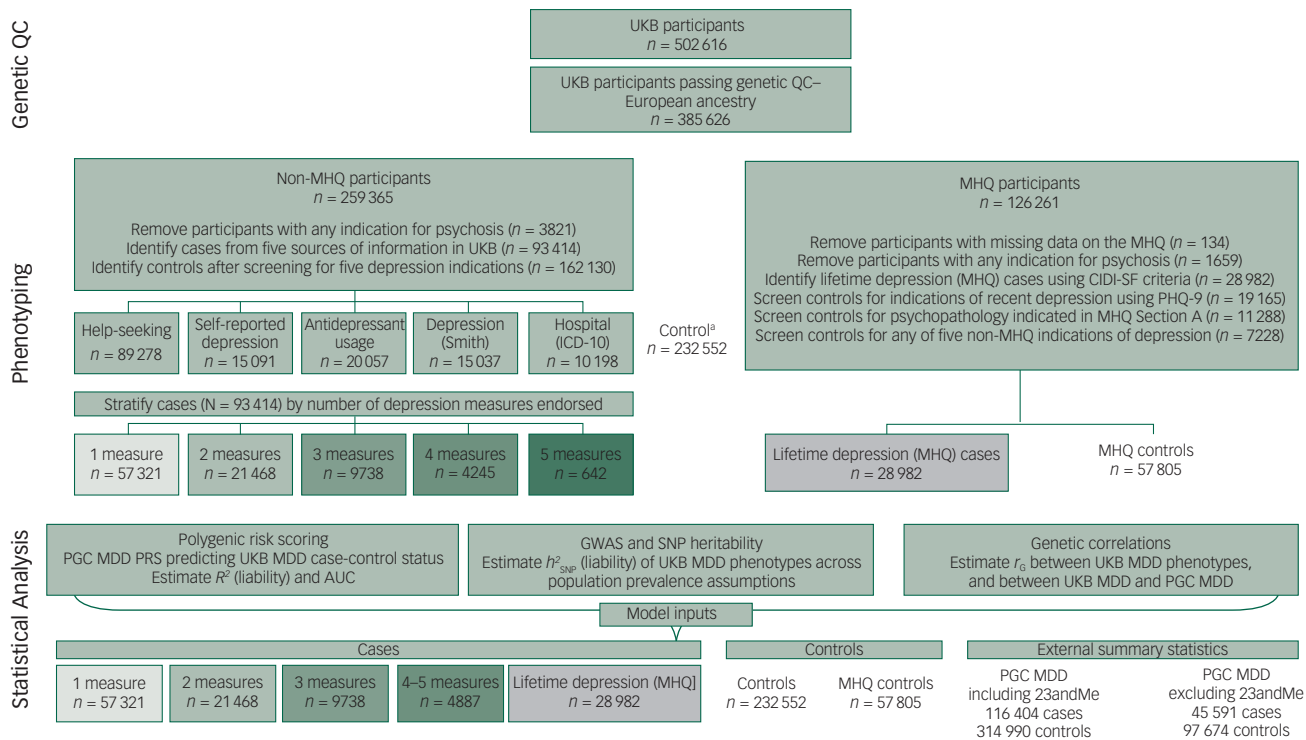 Genetic QC
UKB participants
n = 502 616
UKB participants passing genetic QC–
European ancestry
n = 385 626
Phenotyping
Non-MHQ participants
n = 259 365
Remove participants with any indication for psychosis (n = 3821)
Identify cases from five sources of information in UKB (n = 93 414)
Identify controls after screening for five depression indications (n = 162 130)
Help-seeking
n = 89 278
Self-reported
depression
n = 15 091
Antidepressant
usage
n = 20 057
Depression
(Smith)
n = 15 037
Hospital
(ICD-10)
n = 10 198
Controlᵃ
n = 232 552
MHQ participants
n = 126 261
Remove participants with missing data on the MHQ (n = 134)
Remove participants with any indication for psychosis (n = 1659)
Identify lifetime depression (MHQ) cases using CIDI-SF criteria (n = 28 982)
Screen controls for indications of recent depression using PHQ-9 (n = 19 165)
Screen controls for psychopathology indicated in MHQ Section A (n = 11 288)
Screen controls for any of five non-MHQ indications of depression (n = 7228)
Stratify cases (N = 93 414) by number of depression measures endorsed
1 measure
n = 57 321
2 measures
n = 21 468
3 measures
n = 9738
4 measures
n = 4245
5 measures
n = 642
Lifetime depression (MHQ) cases
n = 28 982
MHQ controls
n = 57 805
Statistical Analysis
Polygenic risk scoring
PGC MDD PRS predicting UKB MDD case-control status
Estimate R² (liability) and AUC
GWAS and SNP heritability
Estimate h²SNP (liability) of UKB MDD phenotypes across
population prevalence assumptions
Genetic correlations
Estimate rG between UKB MDD phenotypes,
and between UKB MDD and PGC MDD
Model inputs
Cases
1 measure
n = 57 321
2 measures
n = 21 468
3 measures
n = 9738
4–5 measures
n = 4887
Lifetime depression (MHQ]
n = 28 982
Controls
Controls
n = 232 552
MHQ controls
n = 57 805
External summary statistics
PGC MDD
including 23andMe
116 404 cases
314 990 controls
PGC MDD
excluding 23andMe
45 591 cases
97 674 controls